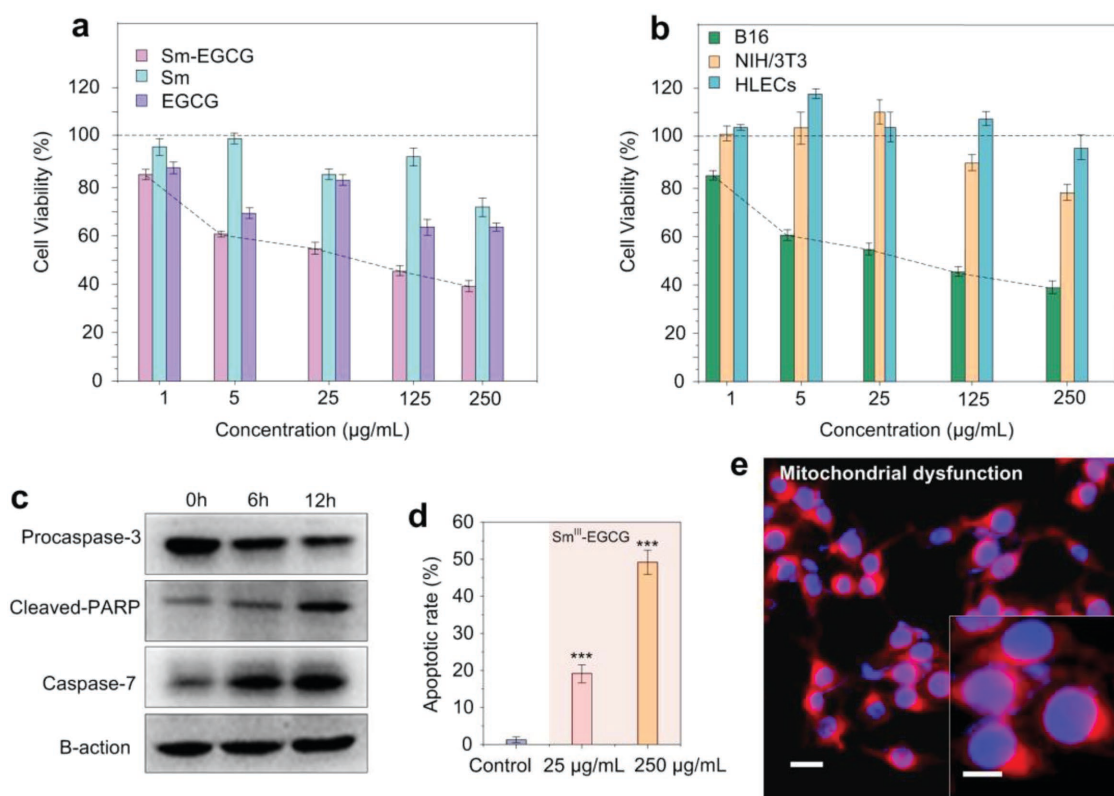 a
Sm-EGCG
Sm
EGCG
120
100
80
60
40
20
0
Cell Viability (%)
1 5 25 125 250
Concentration (µg/mL)
b
B16
NIH/3T3
HLECs
120
100
80
60
40
20
0
Cell Viability (%)
1 5 25 125 250
Concentration (µg/mL)
c
0h 6h 12h
Procaspase-3
Cleaved-PARP
Caspase-7
B-action
d
60
50
40
30
20
10
0
Apoptotic rate (%)
Smᴵᴵᴵ-EGCG
***
***
Control 25 µg/mL 250 µg/mL
e
Mitochondrial dysfunction